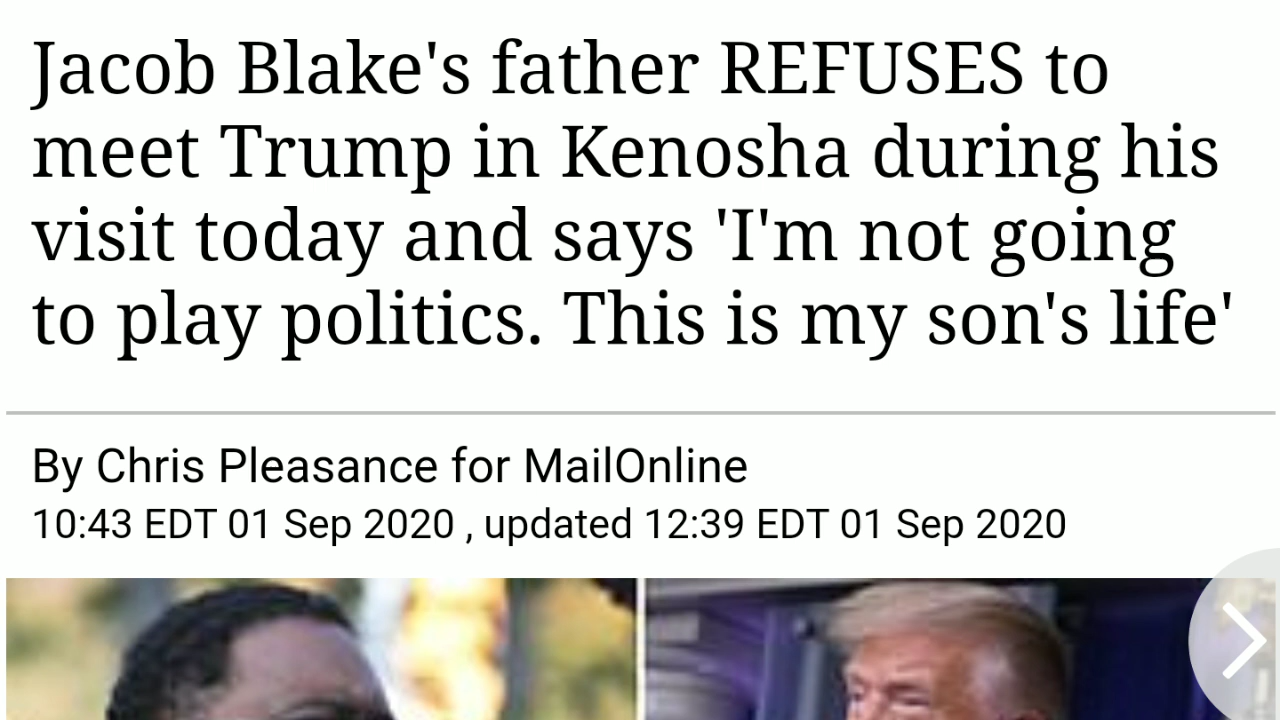 Jacob Blake's father REFUSES to
meet Trump in Kenosha during his
visit today and says 'I'm not going
to play politics. This is my son's life'
By Chris Pleasance for MailOnline
10:43 EDT 01 Sep 2020 , updated 12:39 EDT 01 Sep 2020